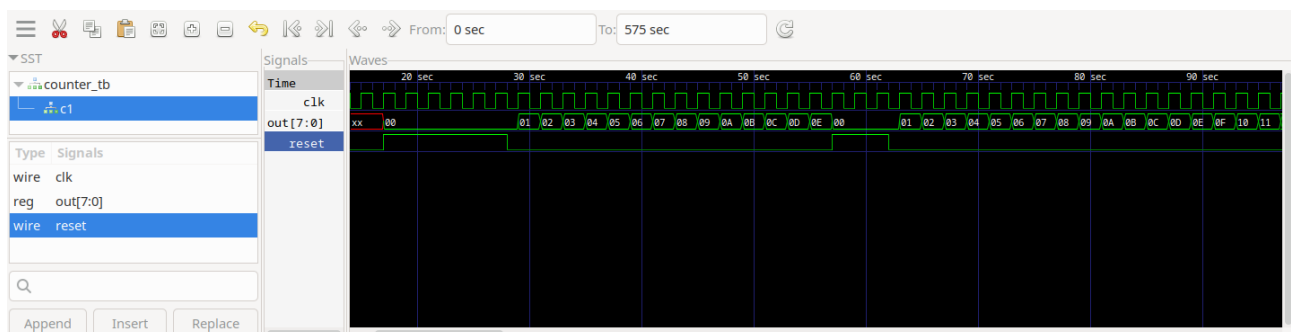 From: 0 sec To: 575 sec
SST
counter_tb
c1
Type Signals
wire clk
reg out[7:0]
wire reset
Append Insert Replace
Signals
Time
clk
out[7:0]
reset
Waves
20 sec 30 sec 40 sec 50 sec 60 sec 70 sec 80 sec 90 sec
xx 00 01 02 03 04 05 06 07 08 09 0A 0B 0C 0D 0E 00 01 02 03 04 05 06 07 08 09 0A 0B 0C 0D 0E 0F 10 11